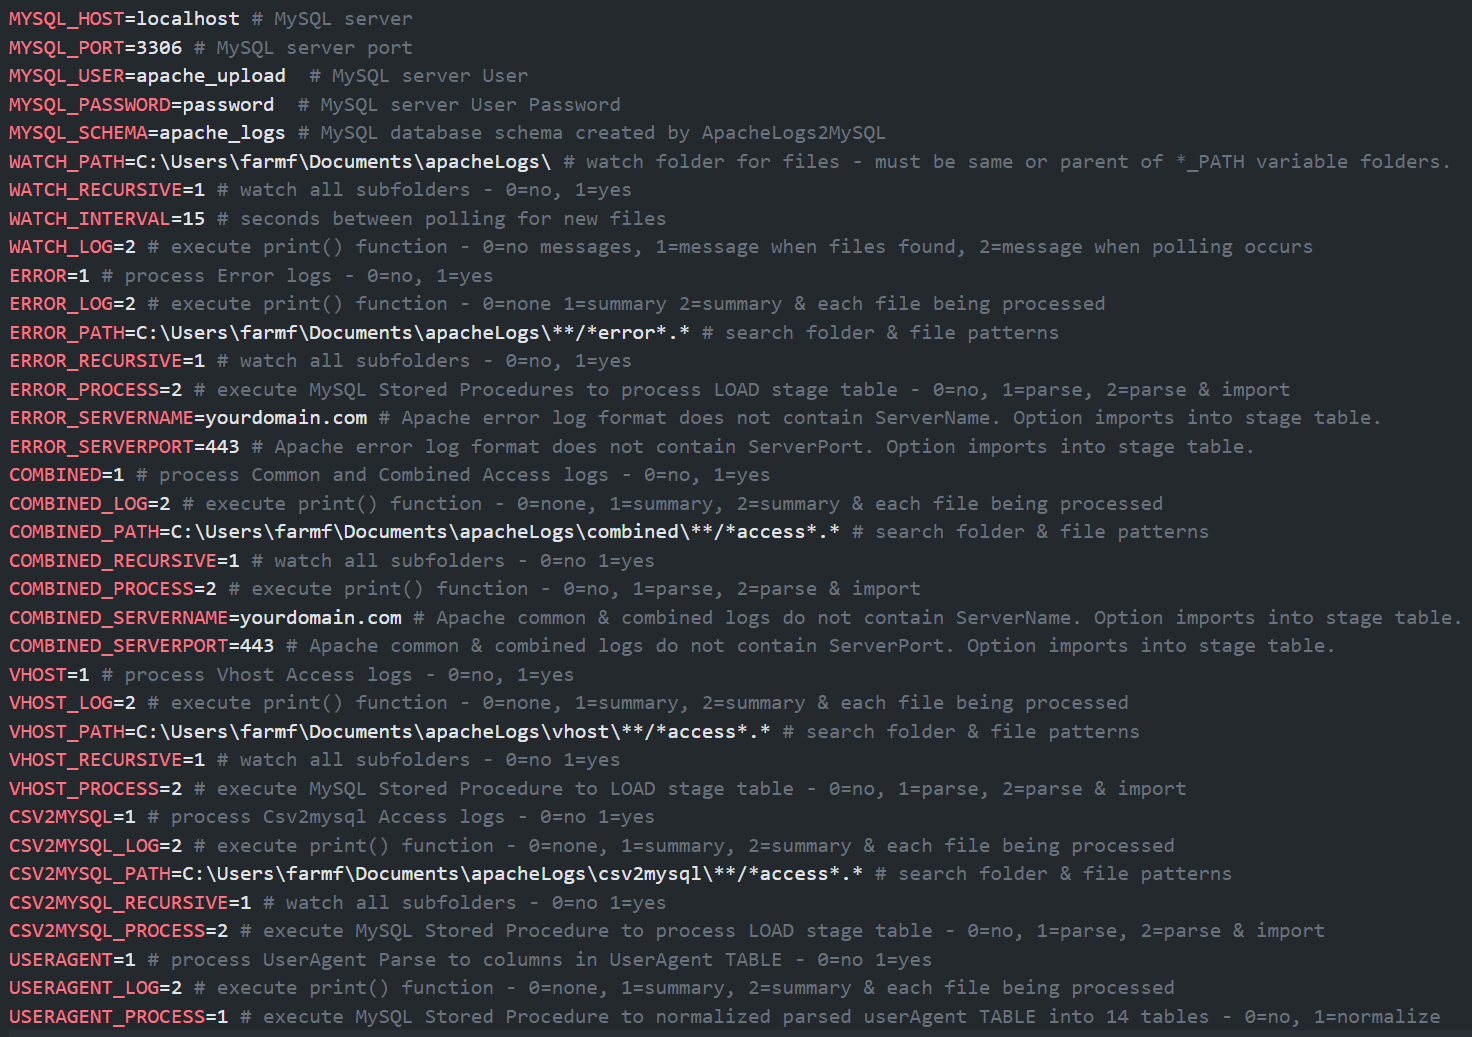 MYSQL_HOST=localhost # MySQL server
MYSQL_PORT=3306 # MySQL server port
MYSQL_USER=apache_upload  # MySQL server User
MYSQL_PASSWORD=password  # MySQL server User Password
MYSQL_SCHEMA=apache_logs # MySQL database schema created by ApacheLogs2MySQL
WATCH_PATH=C:\Users\farmf\Documents\apacheLogs\ # watch folder for files - must be same or parent of *_PATH variable folders.
WATCH_RECURSIVE=1 # watch all subfolders - 0=no, 1=yes
WATCH_INTERVAL=15 # seconds between polling for new files
WATCH_LOG=2 # execute print() function - 0=no messages, 1=message when files found, 2=message when polling occurs
ERROR=1 # process Error logs - 0=no, 1=yes
ERROR_LOG=2 # execute print() function - 0=none 1=summary 2=summary & each file being processed
ERROR_PATH=C:\Users\farmf\Documents\apacheLogs\**/*error*.* # search folder & file patterns
ERROR_RECURSIVE=1 # watch all subfolders - 0=no, 1=yes
ERROR_PROCESS=2 # execute MySQL Stored Procedures to process LOAD stage table - 0=no, 1=parse, 2=parse & import
ERROR_SERVERNAME=yourdomain.com # Apache error log format does not contain ServerName. Option imports into stage table.
ERROR_SERVERPORT=443 # Apache error log format does not contain ServerPort. Option imports into stage table.
COMBINED=1 # process Common and Combined Access logs - 0=no, 1=yes
COMBINED_LOG=2 # execute print() function - 0=none, 1=summary, 2=summary & each file being processed
COMBINED_PATH=C:\Users\farmf\Documents\apacheLogs\combined\**/*access*.* # search folder & file patterns
COMBINED_RECURSIVE=1 # watch all subfolders - 0=no 1=yes
COMBINED_PROCESS=2 # execute print() function - 0=no, 1=parse, 2=parse & import
COMBINED_SERVERNAME=yourdomain.com # Apache common & combined logs do not contain ServerName. Option imports into stage table.
COMBINED_SERVERPORT=443 # Apache common & combined logs do not contain ServerPort. Option imports into stage table.
VHOST=1 # process Vhost Access logs - 0=no, 1=yes
VHOST_LOG=2 # execute print() function - 0=none, 1=summary, 2=summary & each file being processed
VHOST_PATH=C:\Users\farmf\Documents\apacheLogs\vhost\**/*access*.* # search folder & file patterns
VHOST_RECURSIVE=1 # watch all subfolders - 0=no 1=yes
VHOST_PROCESS=2 # execute MySQL Stored Procedure to LOAD stage table - 0=no, 1=parse, 2=parse & import
CSV2MYSQL=1 # process Csv2mysql Access logs - 0=no 1=yes
CSV2MYSQL_LOG=2 # execute print() function - 0=none, 1=summary, 2=summary & each file being processed
CSV2MYSQL_PATH=C:\Users\farmf\Documents\apacheLogs\csv2mysql\**/*access*.* # search folder & file patterns
CSV2MYSQL_RECURSIVE=1 # watch all subfolders - 0=no 1=yes
CSV2MYSQL_PROCESS=2 # execute MySQL Stored Procedure to process LOAD stage table - 0=no, 1=parse, 2=parse & import
USERAGENT=1 # process UserAgent Parse to columns in UserAgent TABLE - 0=no 1=yes
USERAGENT_LOG=2 # execute print() function - 0=none, 1=summary, 2=summary & each file being processed
USERAGENT_PROCESS=1 # execute MySQL Stored Procedure to normalized parsed userAgent TABLE into 14 tables - 0=no, 1=normalize